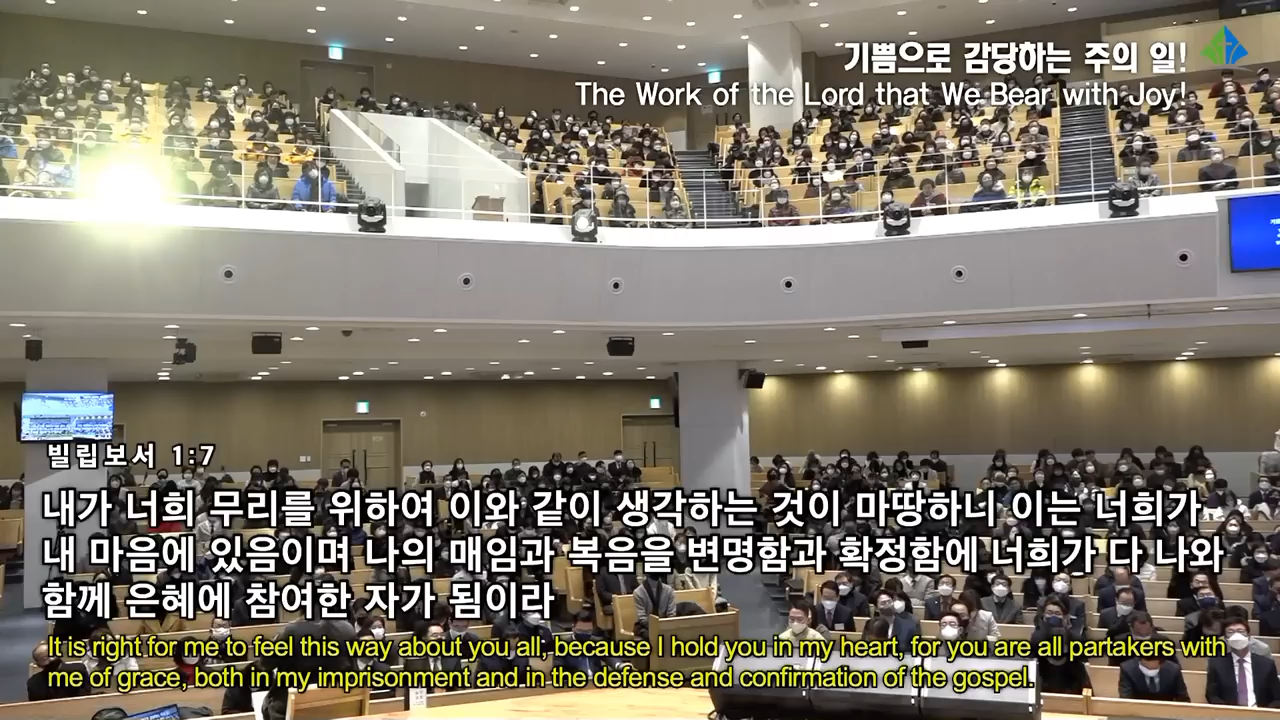 기쁨으로 감당하는 주의 일!
The Work of the Lord that We Bear with Joy!
빌립보서 1:7
내가 너희 무리를 위하여 이와 같이 생각하는 것이 마땅하니 이는 너희가
내 마음에 있음이며 나의 매임과 복음을 변명함과 확정함에 너희가 다 나와
함께 은혜에 참여한 자가 됨이라
It is right for me to feel this way about you all, because I hold you in my heart, for you are all partakers with
me of grace, both in my imprisonment and in the defense and confirmation of the gospel.